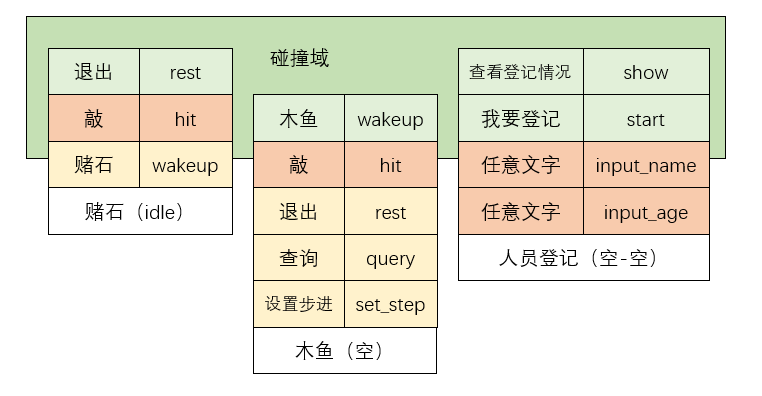 碰撞域
退出 rest
敲 hit
赌石 wakeup
赌石（idle）
木鱼 wakeup
敲 hit
退出 rest
查询 query
设置步进 set_step
木鱼（空）
查看登记情况 show
我要登记 start
任意文字 input_name
任意文字 input_age
人员登记（空-空）